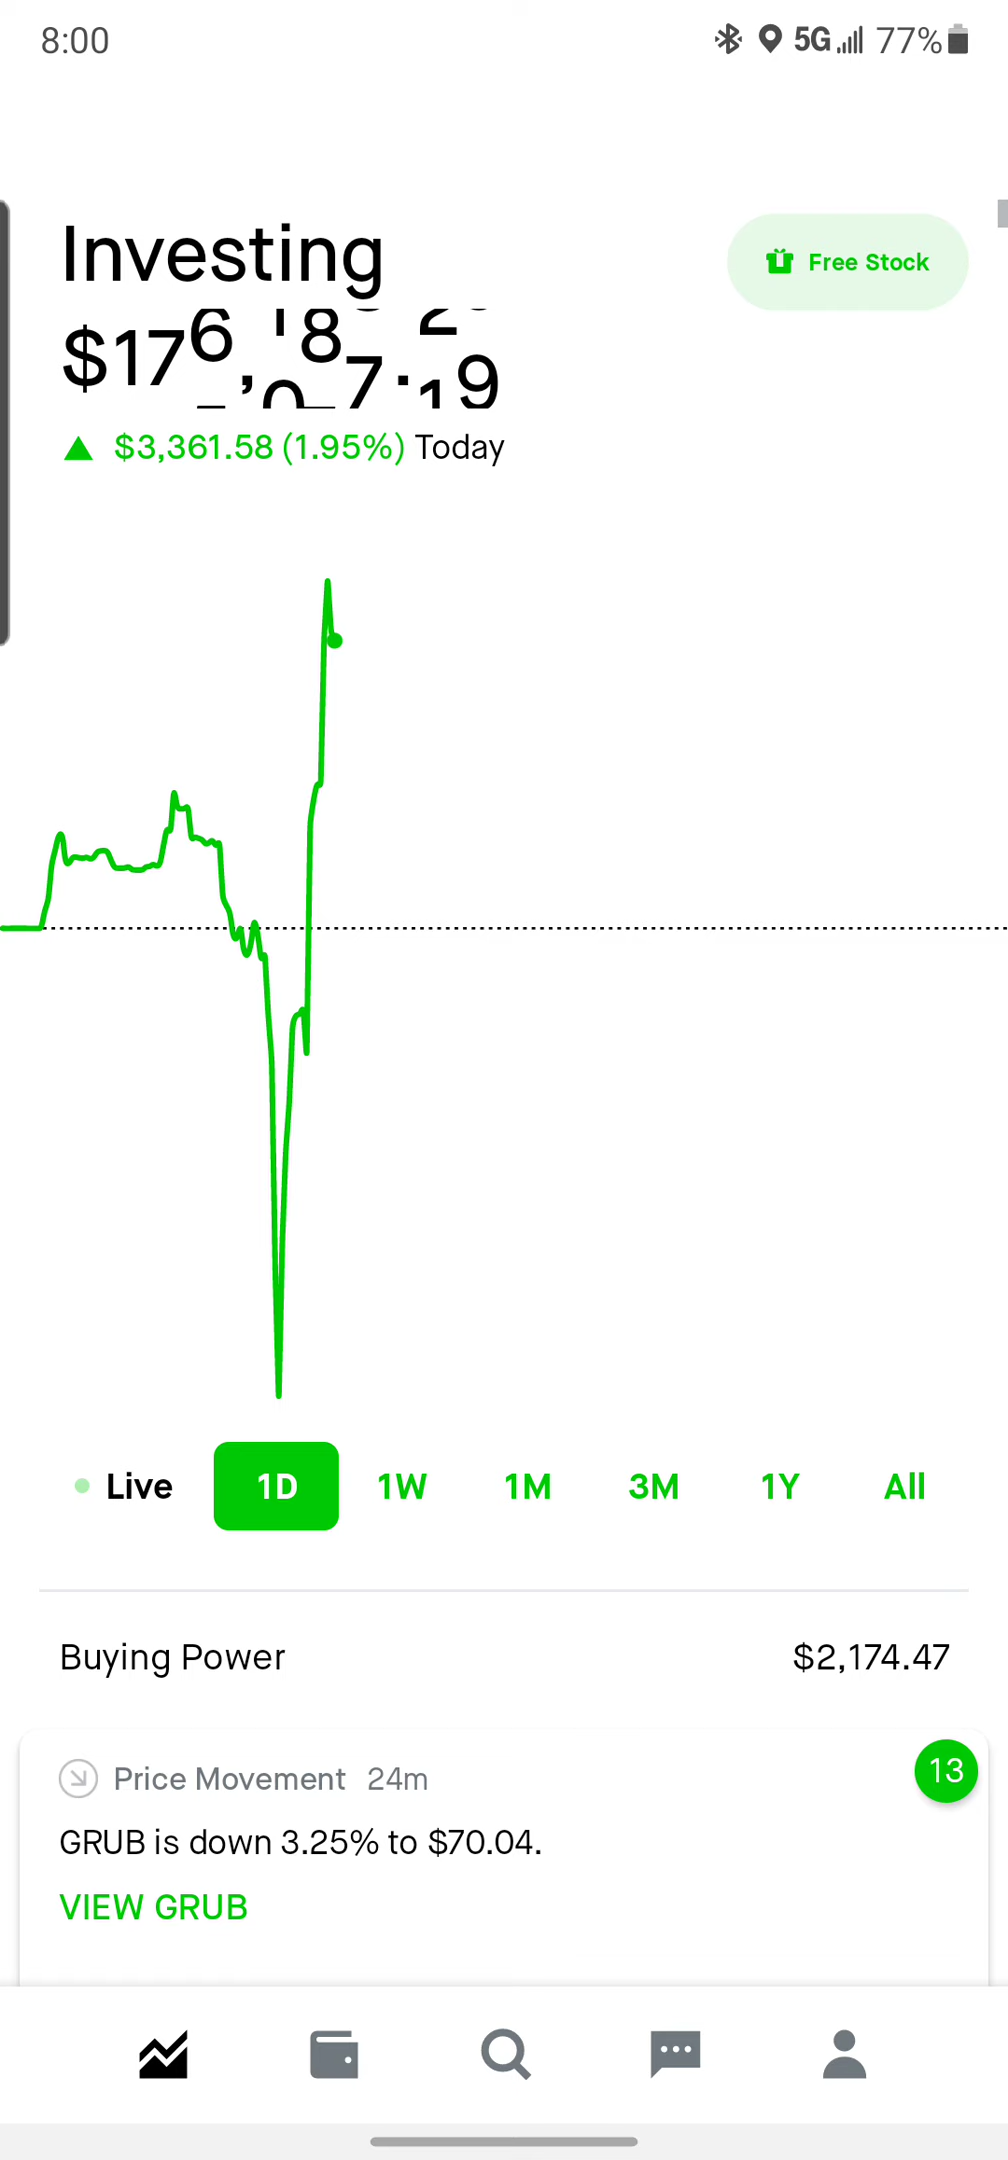 8:00 5G 77%
Investing
Free Stock
$17
$3,361.58 (1.95%) Today
Live 1D 1W 1M 3M 1Y All
Buying Power $2,174.47
Price Movement 24m 13
GRUB is down 3.25% to $70.04.
VIEW GRUB